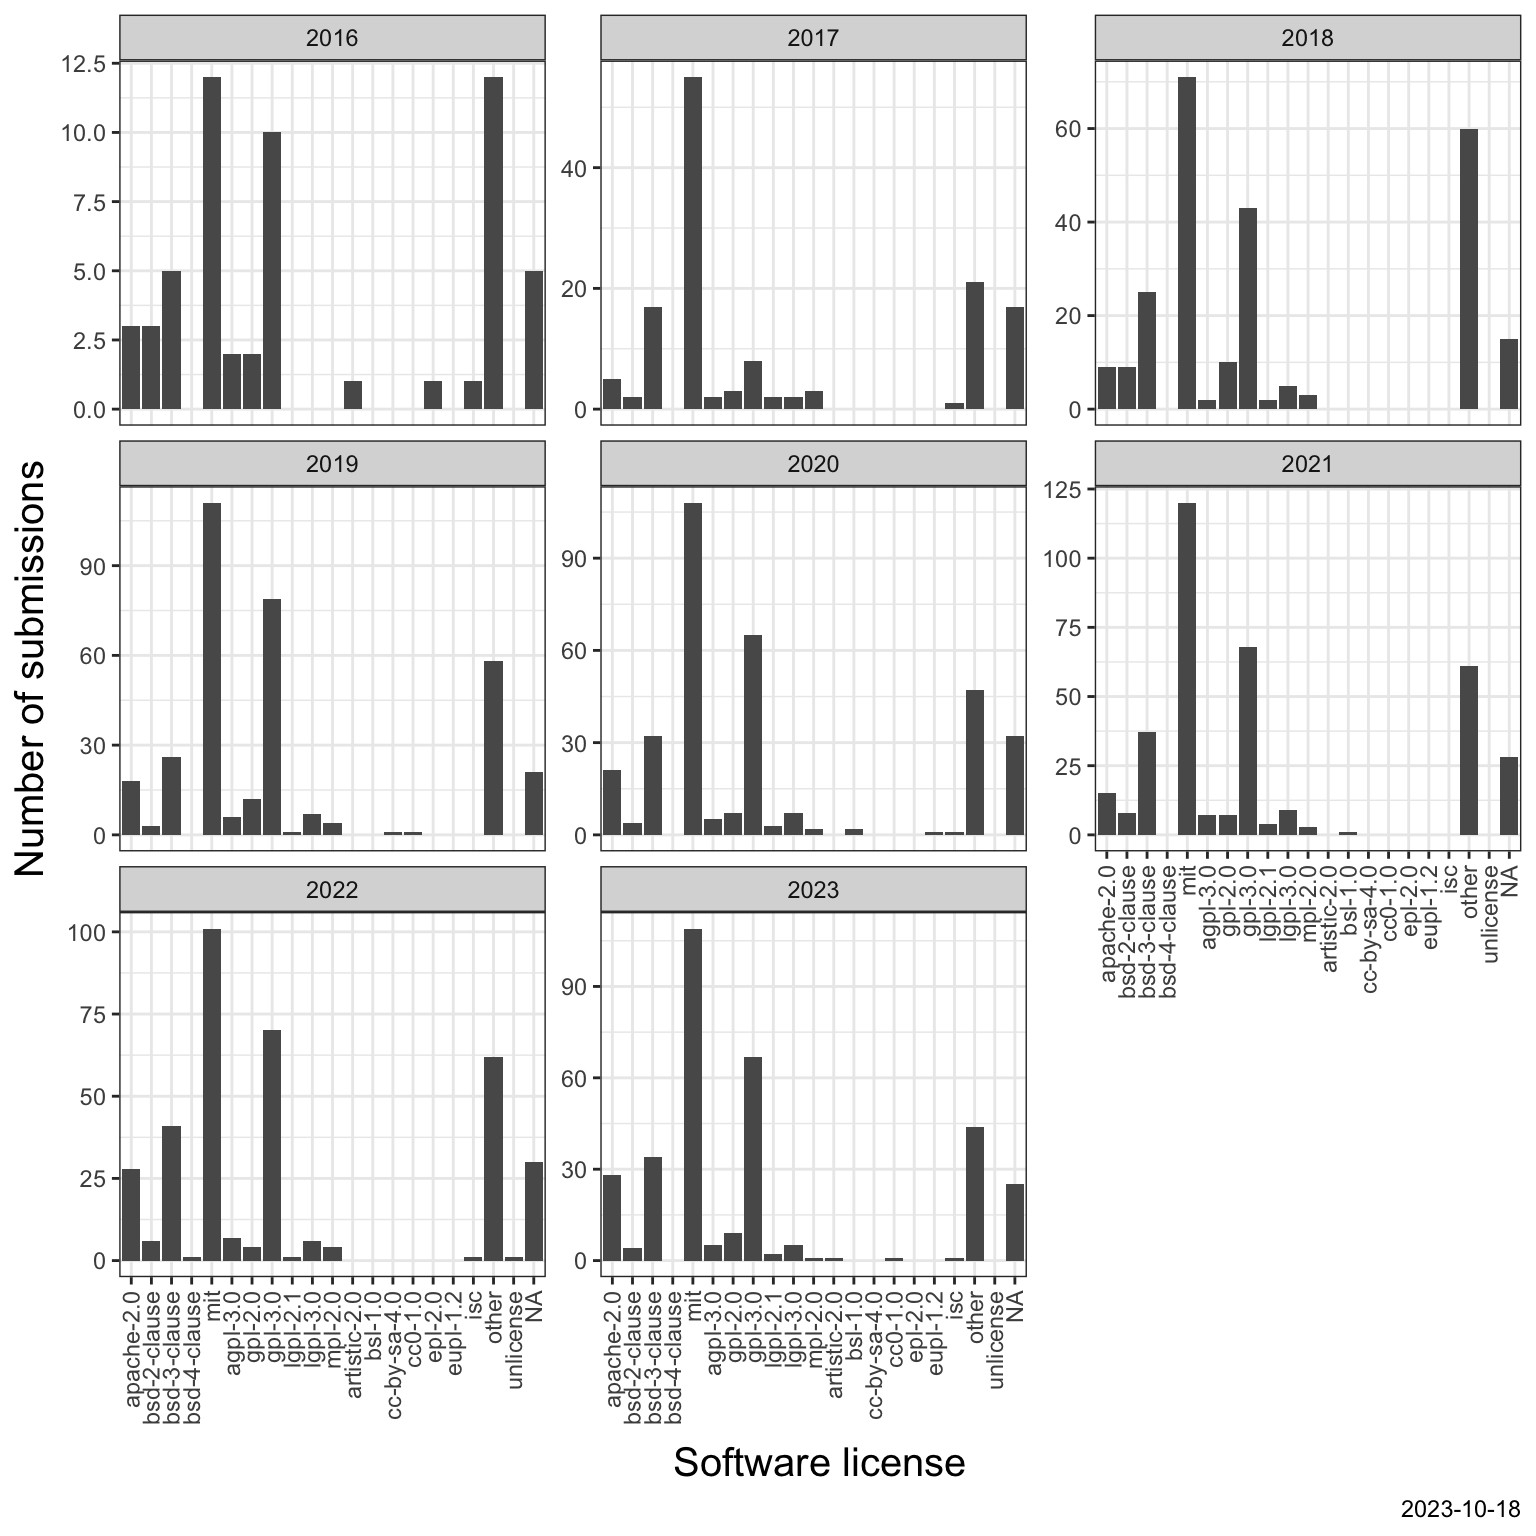 2016
2017
2018
12.5
10.0
7.5
5.0
2.5
0.0
40
20
0
60
40
20
0
2019
2020
2021
90
60
30
0
90
60
30
0
125
100
75
50
25
0
apache-2.0
bsd-2-clause
bsd-3-clause
bsd-4-clause
mit
agpl-3.0
gpl-2.0
gpl-3.0
lgpl-2.1
lgpl-3.0
mpl-2.0
artistic-2.0
bsl-1.0
cc-by-sa-4.0
cc0-1.0
epl-2.0
eupl-1.2
isc
other
unlicense
NA
Number of submissions
2022
2023
100
75
50
25
0
90
60
30
0
apache-2.0
bsd-2-clause
bsd-3-clause
bsd-4-clause
mit
agpl-3.0
gpl-2.0
gpl-3.0
lgpl-2.1
lgpl-3.0
mpl-2.0
artistic-2.0
bsl-1.0
cc-by-sa-4.0
cc0-1.0
epl-2.0
eupl-1.2
isc
other
unlicense
NA
apache-2.0
bsd-2-clause
bsd-3-clause
bsd-4-clause
mit
agpl-3.0
gpl-2.0
gpl-3.0
lgpl-2.1
lgpl-3.0
mpl-2.0
artistic-2.0
bsl-1.0
cc-by-sa-4.0
cc0-1.0
epl-2.0
eupl-1.2
isc
other
unlicense
NA
Software license
2023-10-18